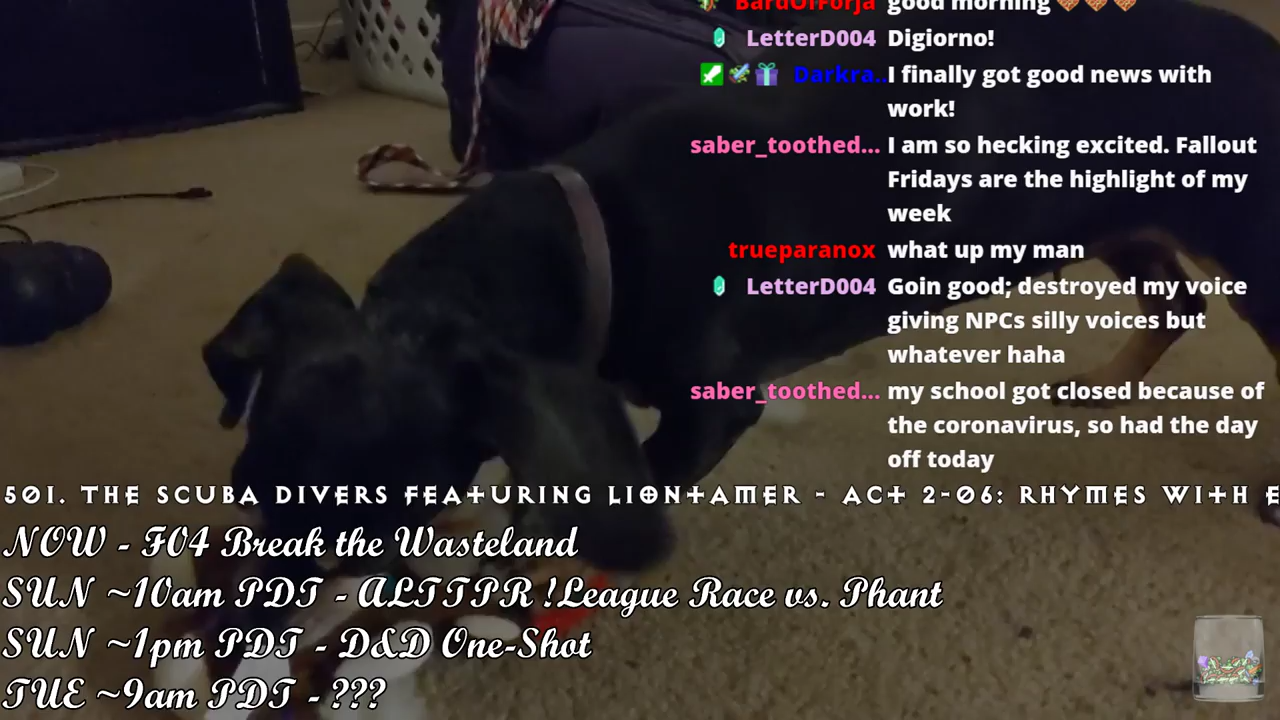 BardOfForja good morning
LetterD004 Digiorno!
Darkra.. I finally got good news with
work!
saber_toothed... I am so hecking excited. Fallout
Fridays are the highlight of my
week
trueparanox what up my man
LetterD004 Goin good; destroyed my voice
giving NPCs silly voices but
whatever haha
saber_toothed... my school got closed because of
the coronavirus, so had the day
off today
501. THE SCUBA DIVERS FEATURING LIONTAMER - ACT 2-06: RHYMES WITH E
NOW - FO4 Break the Wasteland
SUN ~10am PDT - ALTTPR !League Race vs. Phant
SUN ~1pm PDT - D&D One-Shot
TUE ~9am PDT - ???